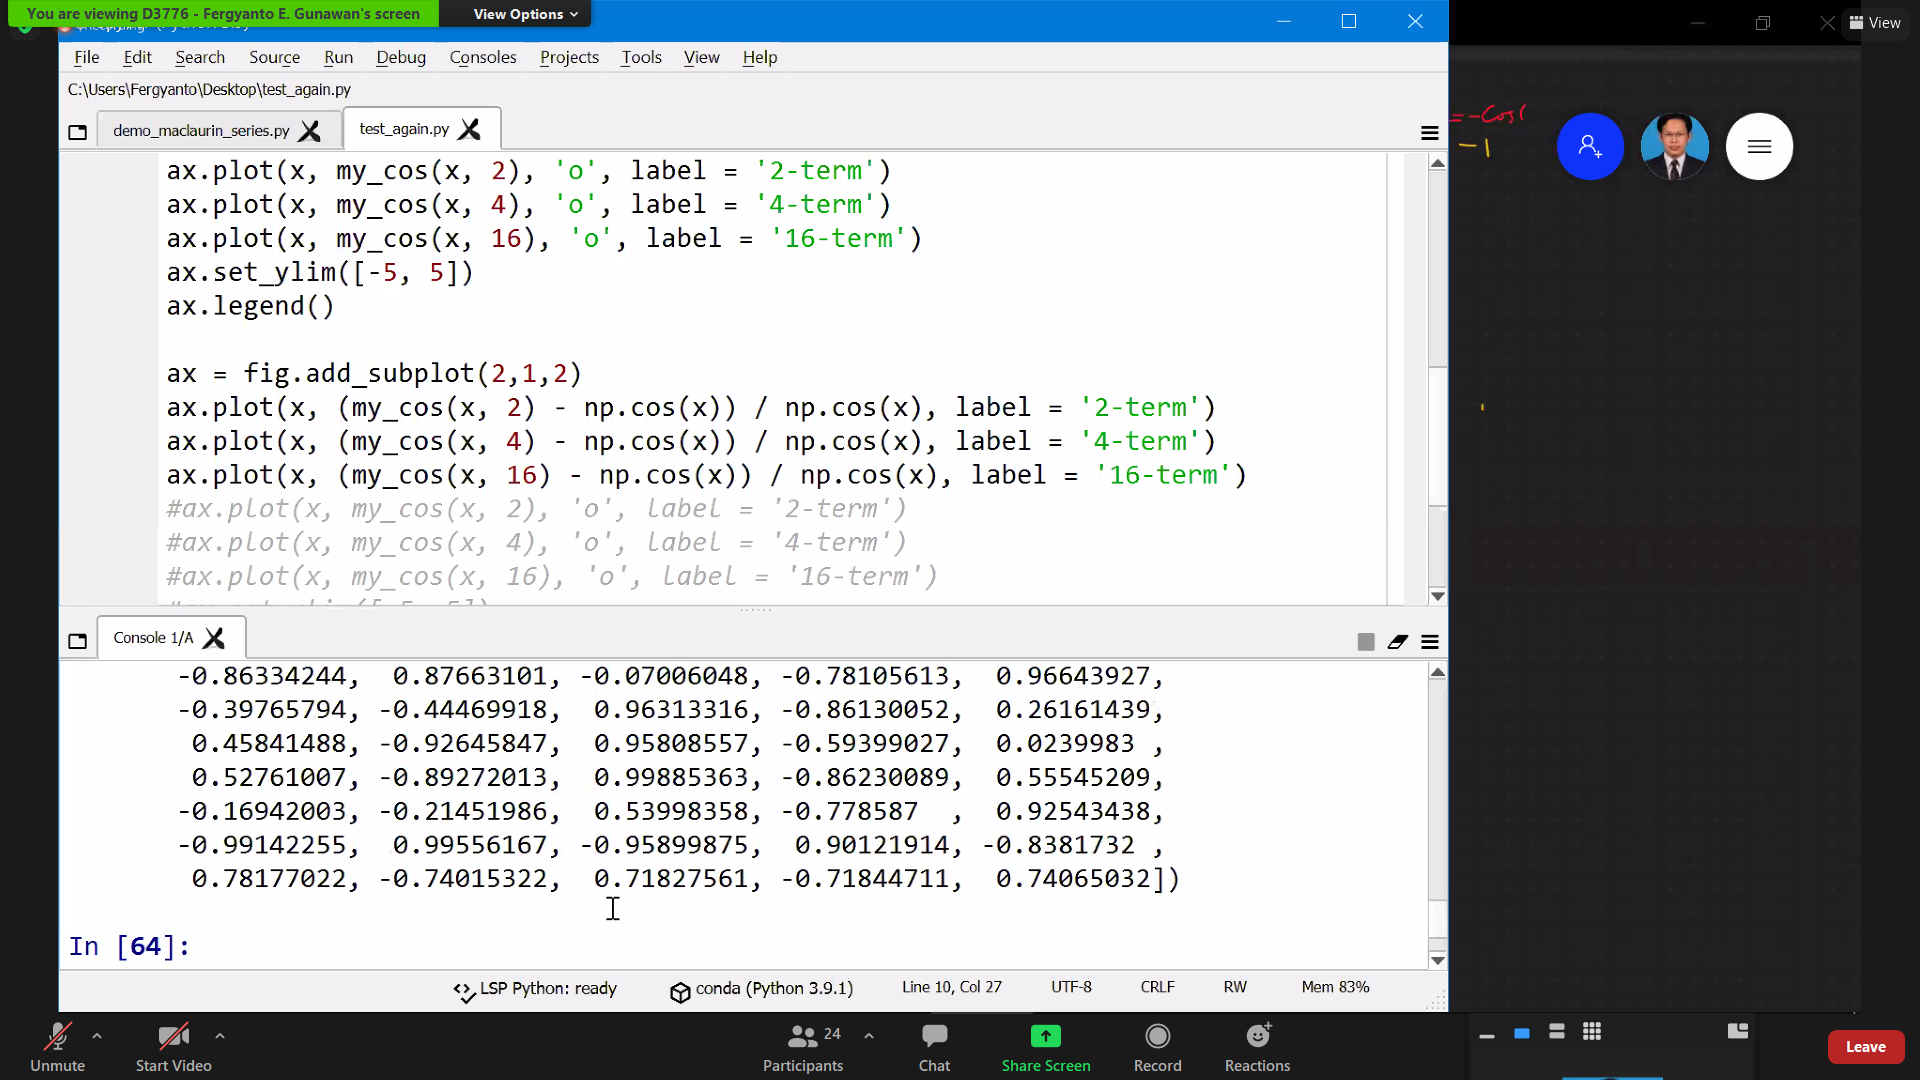 You are viewing D3776 - Fergyanto E. Gunawan's screen
View Options
View
File Edit Search Source Run Debug Consoles Projects Tools View Help
C:\Users\Fergyanto\Desktop\test_again.py
demo_maclaurin_series.py
test_again.py
= -Cos(
-1
ax.plot(x, my_cos(x, 2), 'o', label = '2-term')
ax.plot(x, my_cos(x, 4), 'o', label = '4-term')
ax.plot(x, my_cos(x, 16), 'o', label = '16-term')
ax.set_ylim([-5, 5])
ax.legend()
ax = fig.add_subplot(2,1,2)
ax.plot(x, (my_cos(x, 2) - np.cos(x)) / np.cos(x), label = '2-term')
ax.plot(x, (my_cos(x, 4) - np.cos(x)) / np.cos(x), label = '4-term')
ax.plot(x, (my_cos(x, 16) - np.cos(x)) / np.cos(x), label = '16-term')
#ax.plot(x, my_cos(x, 2), 'o', label = '2-term')
#ax.plot(x, my_cos(x, 4), 'o', label = '4-term')
#ax.plot(x, my_cos(x, 16), 'o', label = '16-term')
Console 1/A
-0.86334244, 0.87663101, -0.07006048, -0.78105613, 0.96643927,
-0.39765794, -0.44469918, 0.96313316, -0.86130052, 0.26161439,
0.45841488, -0.92645847, 0.95808557, -0.59399027, 0.0239983 ,
0.52761007, -0.89272013, 0.99885363, -0.86230089, 0.55545209,
-0.16942003, -0.21451986, 0.53998358, -0.778587 , 0.92543438,
-0.99142255, 0.99556167, -0.95899875, 0.90121914, -0.8381732 ,
0.78177022, -0.74015322, 0.71827561, -0.71844711, 0.74065032])
In [64]:
LSP Python: ready
conda (Python 3.9.1)
Line 10, Col 27
UTF-8
CRLF
RW
Mem 83%
Unmute
Start Video
24
Participants
Chat
Share Screen
Record
Reactions
Leave